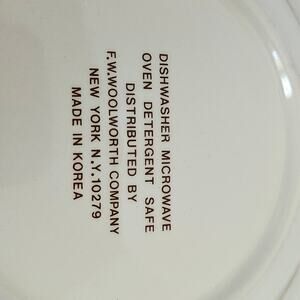 DISHWASHER MICROWAVE
OVEN DETERGENT SAFE
DISTRIBUTED BY
F.W.WOOLWORTH COMPANY
NEW YORK N.Y.10279
MADE IN KOREA